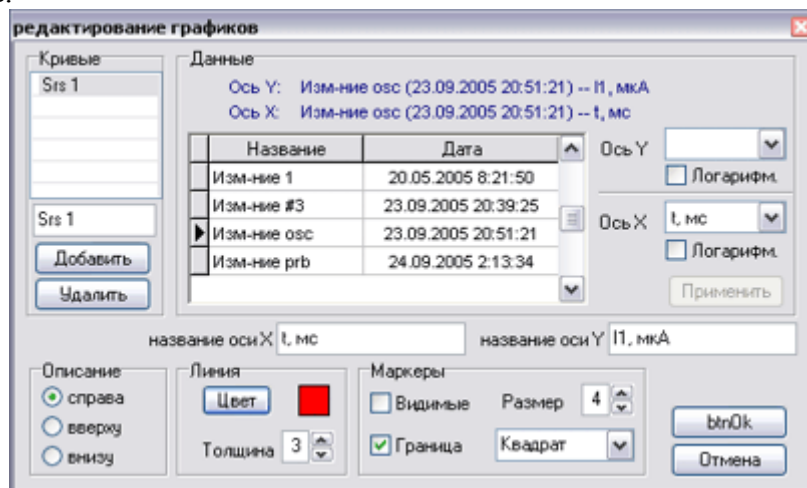 редактирование графиков
Кривые
Srs 1
Srs 1
Добавить
Удалить
Данные
Ось Y: Изм-ние osc (23.09.2005 20:51:21) -- I1, мкА
Ось X: Изм-ние osc (23.09.2005 20:51:21) -- t, мс
Название Дата
Изм-ние 1 20.05.2005 8:21:50
Изм-ние #3 23.09.2005 20:39:25
Изм-ние osc 23.09.2005 20:51:21
Изм-ние prb 24.09.2005 2:13:34
Ось Y
Логарифм.
Ось X t, мс
Логарифм.
Применить
название оси X t, мс название оси Y I1, мкА
Описание
справа
вверху
внизу
Линия
Цвет
Толщина 3
Маркеры
Видимые Размер 4
Граница Квадрат
btnOk
Отмена